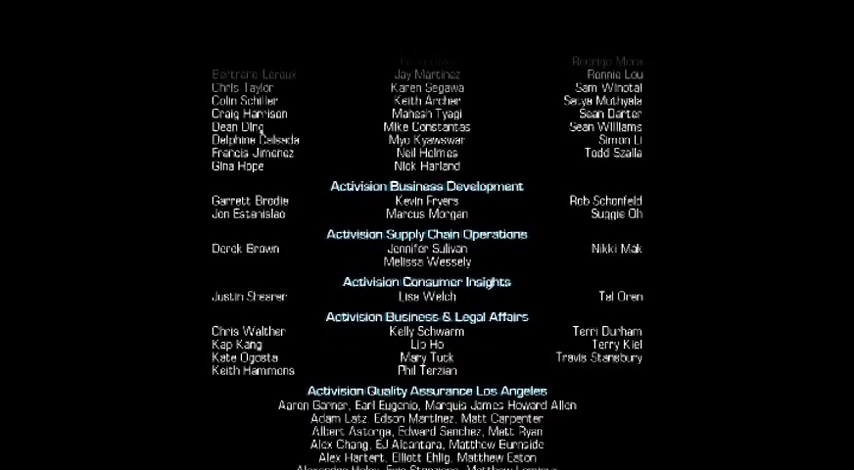 Rodrigo Mora
Bertrand Leroux Jay Martinez Ronnie Lou
Chris Taylor Karen Segawa Sam Winotai
Colin Schiller Keith Archer Satya Muthyala
Craig Harrison Mahesh Tyagi Sean Darter
Dean Ding Mike Constantas Sean Williams
Delphine Calsada Myo Kyawswar Simon Li
Francis Jimenez Neil Holmes Todd Szalla
Gina Hope Nick Harland
Activision Business Development
Garrett Brodie Kevin Fryers Rob Schonfeld
Jon Estanislao Marcus Morgan Suggie Oh
Activision Supply Chain Operations
Derek Brown Jennifer Sulivan Nikki Mak
Melissa Wessely
Activision Consumer Insights
Justin Shearer Lisa Welch Tal Oren
Activision Business & Legal Affairs
Chris Walther Kelly Schwarm Terri Durham
Kap Kang Lip Ho Terry Kiel
Kate Ogosta Mary Tuck Travis Stansbury
Keith Hammons Phil Terzian
Activision Quality Assurance Los Angeles
Aaron Garner, Earl Eugenio, Marquis James Howard Allen
Adam Latz, Edson Martinez, Matt Carpenter
Albert Astorga, Edward Sanchez, Matt Ryan
Alex Chang, EJ Alcantara, Matthew Burnside
Alex Hartert, Elliott Ehlig, Matthew Eaton